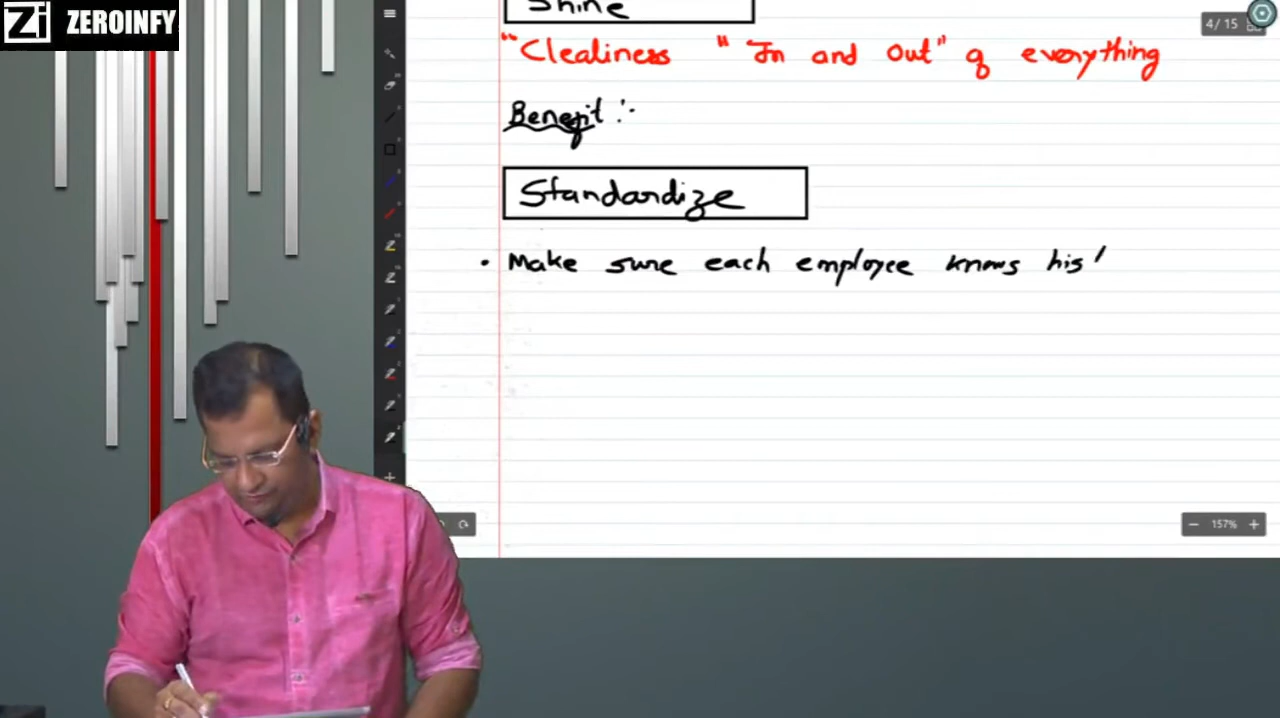 Zi ZEROINFY
Shine
4 / 15
"Clealiness "In and Out" of everything
Benefit :-
Standardize
• Make sure each employee knows his/
157%